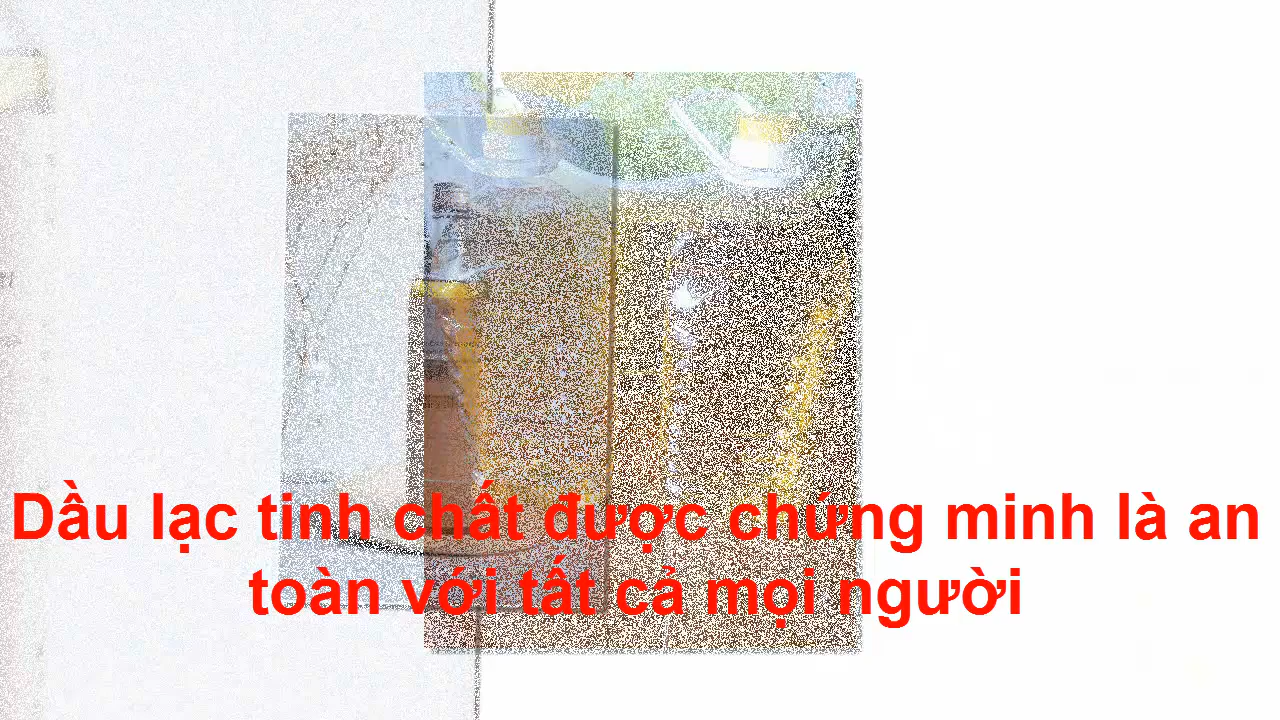 Dầu lạc tinh chất được chứng minh là an
toàn với tất cả mọi người